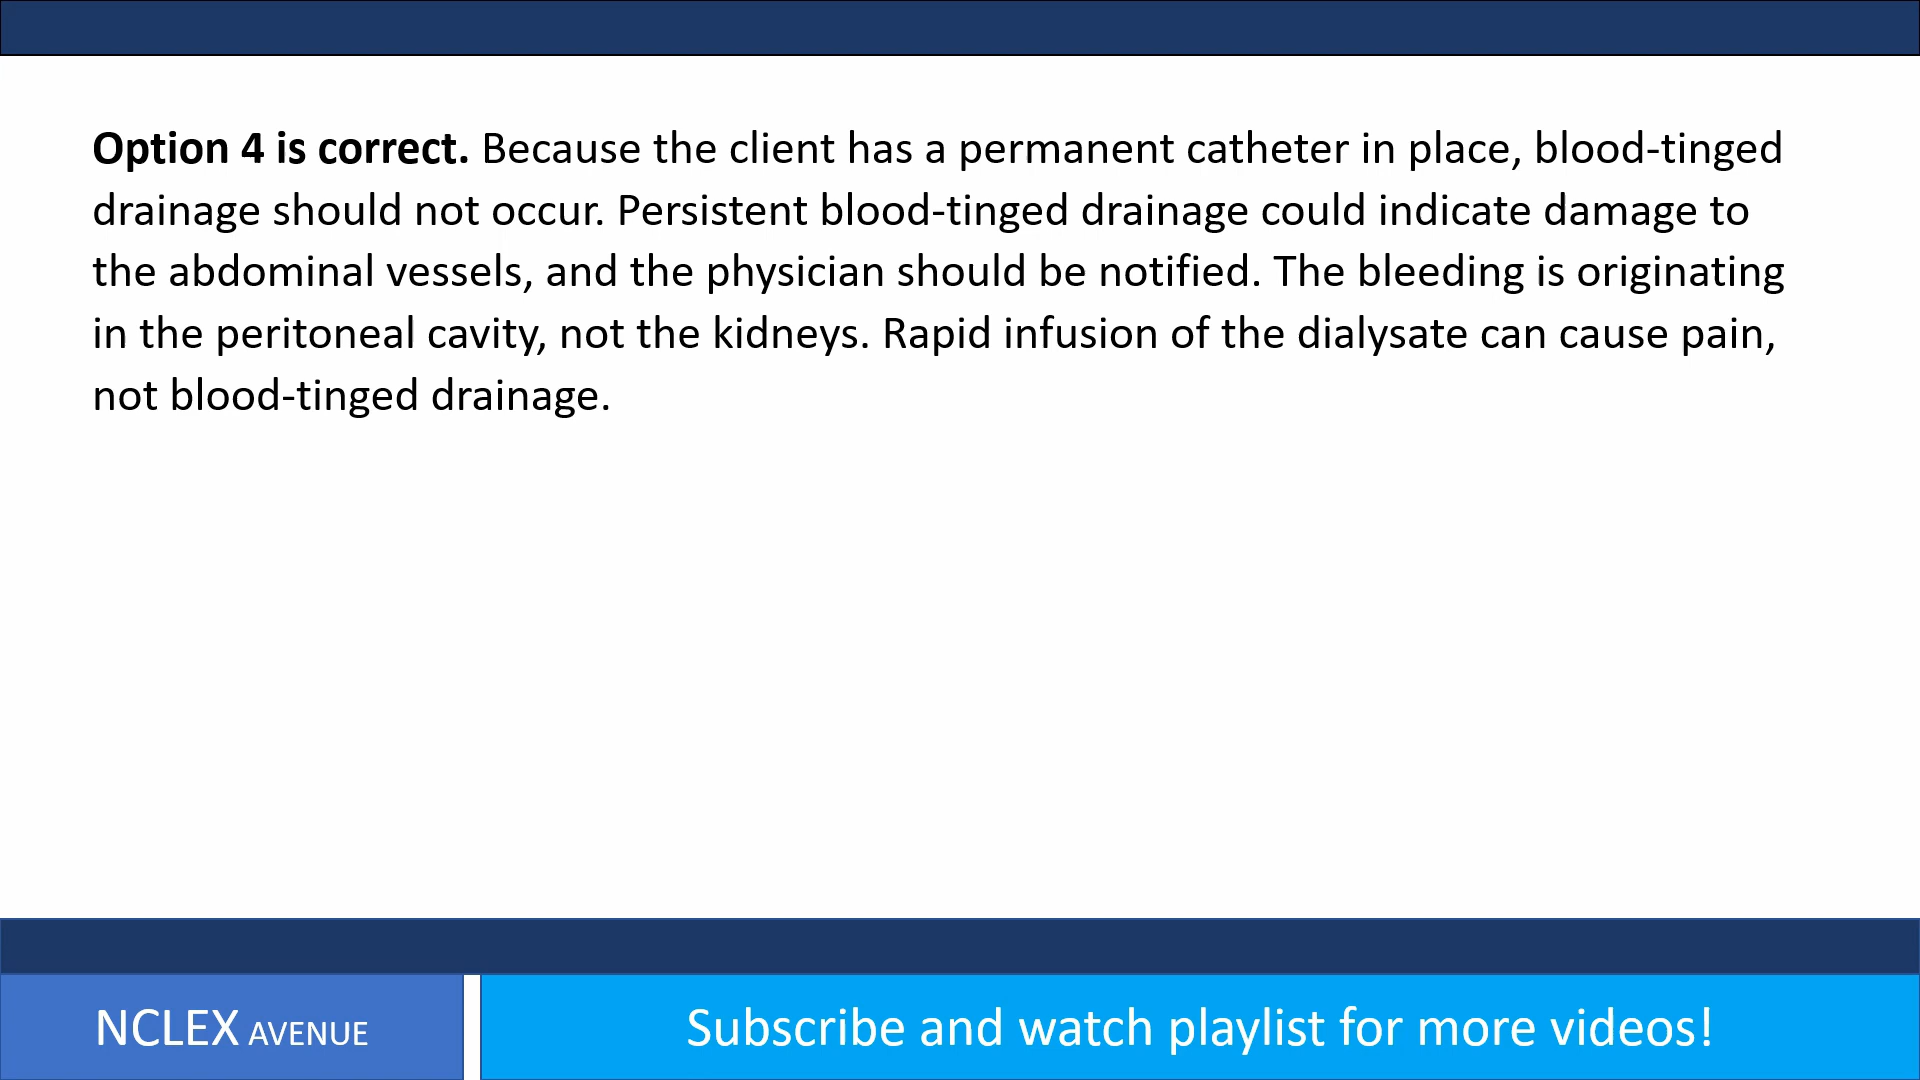 Option 4 is correct. Because the client has a permanent catheter in place, blood-tinged
drainage should not occur. Persistent blood-tinged drainage could indicate damage to
the abdominal vessels, and the physician should be notified. The bleeding is originating
in the peritoneal cavity, not the kidneys. Rapid infusion of the dialysate can cause pain,
not blood-tinged drainage.
NCLEX AVENUE
Subscribe and watch playlist for more videos!